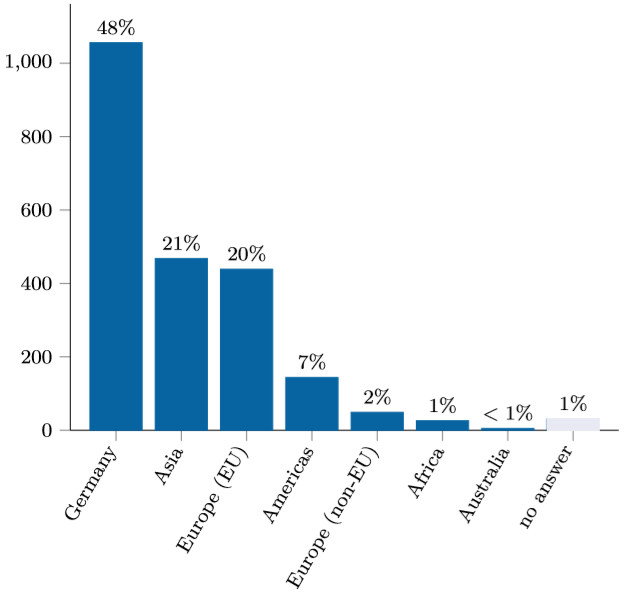 48%
1,000
800
600
400
200
0
21%
20%
7%
2%
1%
< 1%
1%
Germany
Asia
Europe (EU)
Americas
Europe (non-EU)
Africa
Australia
no answer